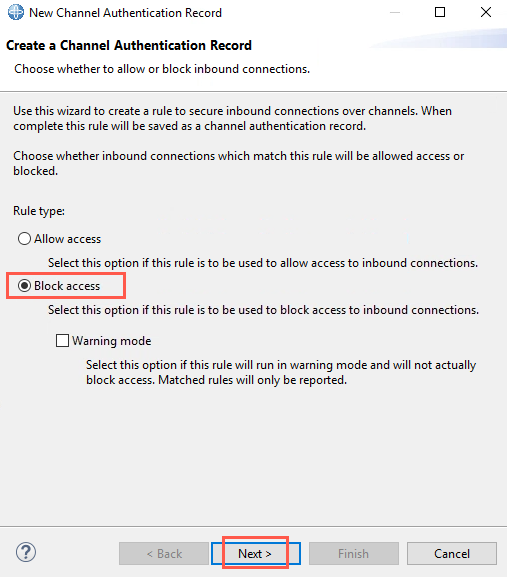 New Channel Authentication Record
Create a Channel Authentication Record
Choose whether to allow or block inbound connections.
Use this wizard to create a rule to secure inbound connections over channels. When
complete this rule will be saved as a channel authentication record.
Choose whether inbound connections which match this rule will be allowed access or
blocked.
Rule type:
Allow access
Select this option if this rule is to be used to allow access to inbound connections.
Block access
Select this option if this rule is to be used to block access to inbound connections.
Warning mode
Select this option if this rule will run in warning mode and will not actually
block access. Matched rules will only be reported.
? < Back Next > Finish Cancel